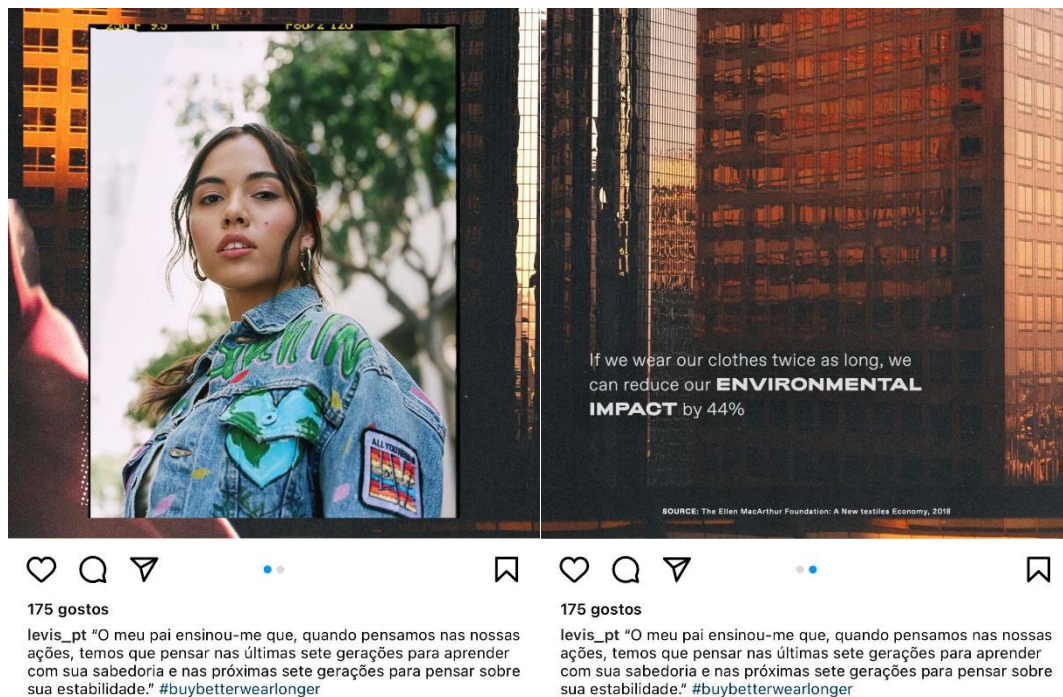 ALL YOU NEED IS
If we wear our clothes twice as long, we
can reduce our ENVIRONMENTAL
IMPACT by 44%
SOURCE: The Ellen MacArthur Foundation: A New textiles Economy, 2018
175 gostos
levis_pt “O meu pai ensinou-me que, quando pensamos nas nossas
ações, temos que pensar nas últimas sete gerações para aprender
com sua sabedoria e nas próximas sete gerações para pensar sobre
sua estabilidade.” #buybetterwearlonger
175 gostos
levis_pt “O meu pai ensinou-me que, quando pensamos nas nossas
ações, temos que pensar nas últimas sete gerações para aprender
com sua sabedoria e nas próximas sete gerações para pensar sobre
sua estabilidade.” #buybetterwearlonger